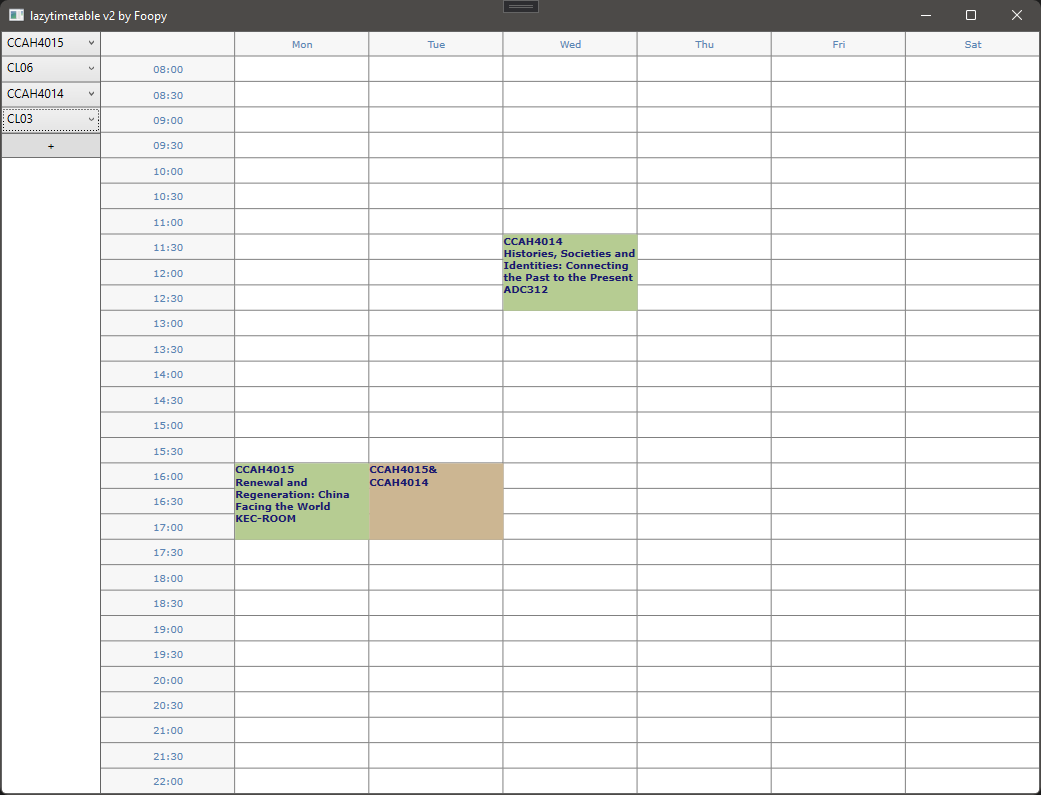 lazytimetable v2 by Foopy
CCAH4015
CL06
CCAH4014
CL03
+
Mon Tue Wed Thu Fri Sat
08:00
08:30
09:00
09:30
10:00
10:30
11:00
11:30
12:00
12:30
13:00
13:30
14:00
14:30
15:00
15:30
16:00
16:30
17:00
17:30
18:00
18:30
19:00
19:30
20:00
20:30
21:00
21:30
22:00
CCAH4014
Histories, Societies and
Identities: Connecting
the Past to the Present
ADC312
CCAH4015
Renewal and
Regeneration: China
Facing the World
KEC-ROOM
CCAH4015&
CCAH4014